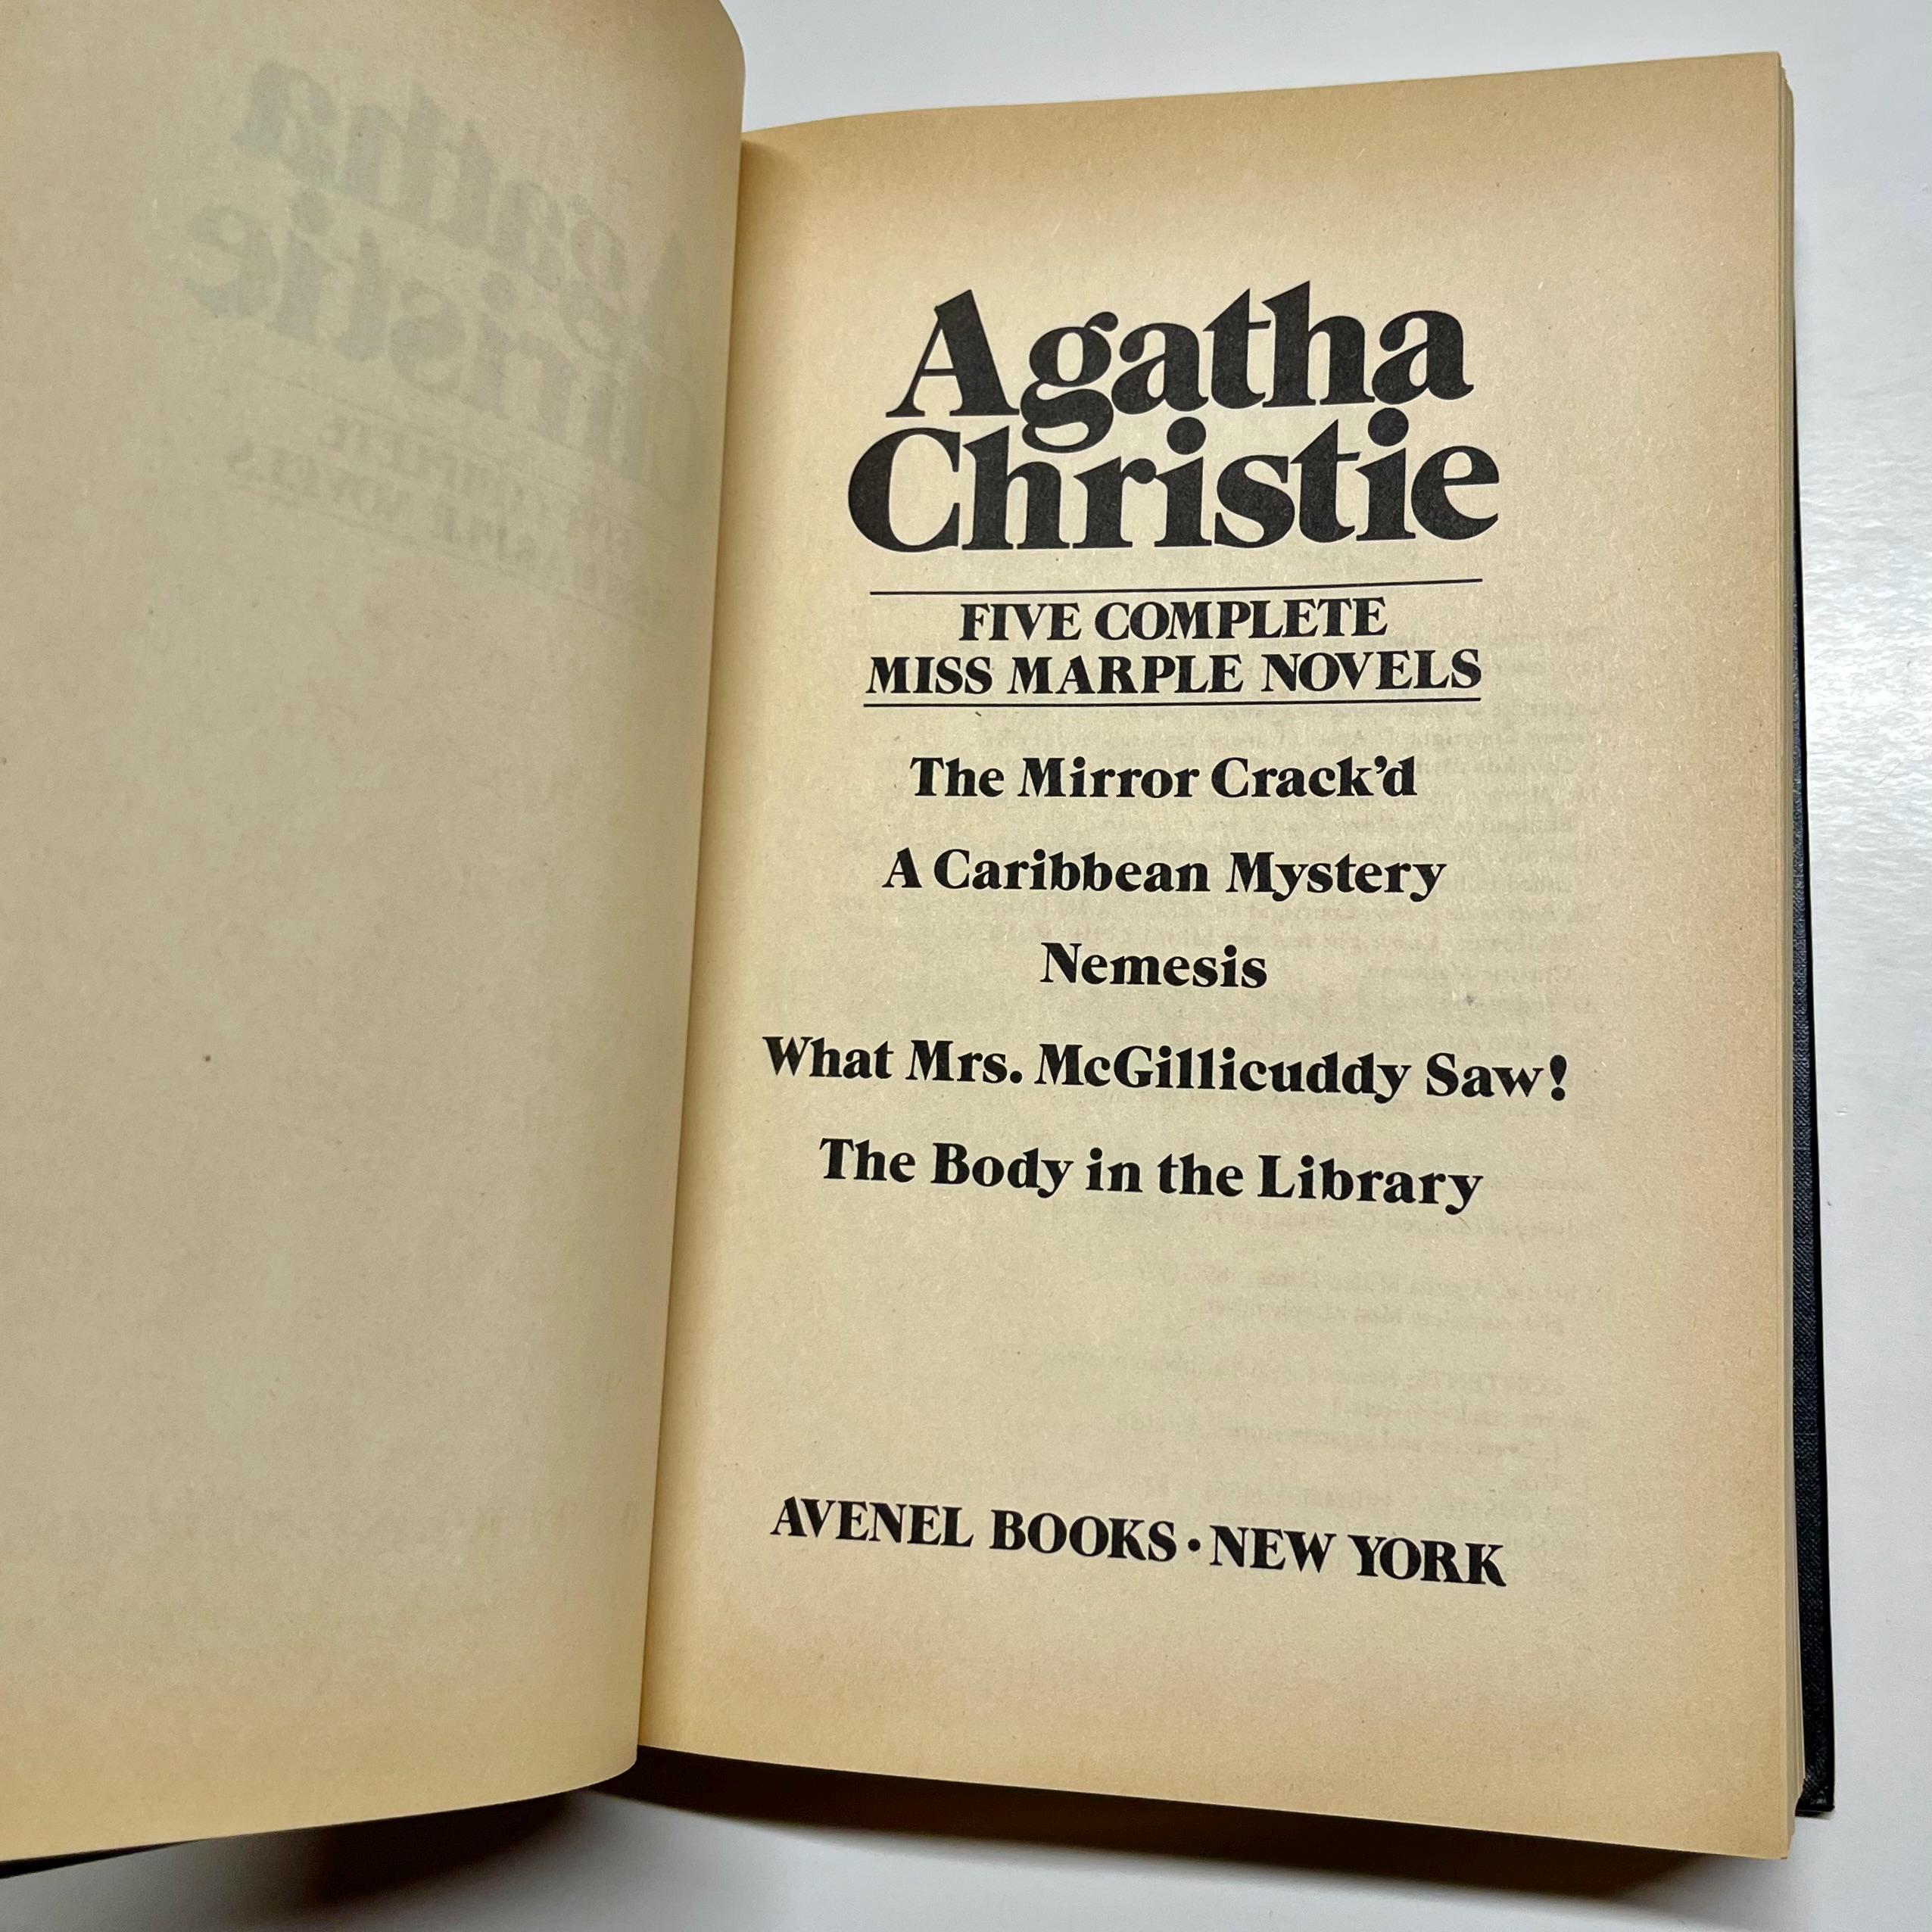 Agatha
Christie
FIVE COMPLETE
MISS MARPLE NOVELS
The Mirror Crack’d
A Caribbean Mystery
Nemesis
What Mrs. McGillicuddy Saw!
The Body in the Library
AVENEL BOOKS • NEW YORK